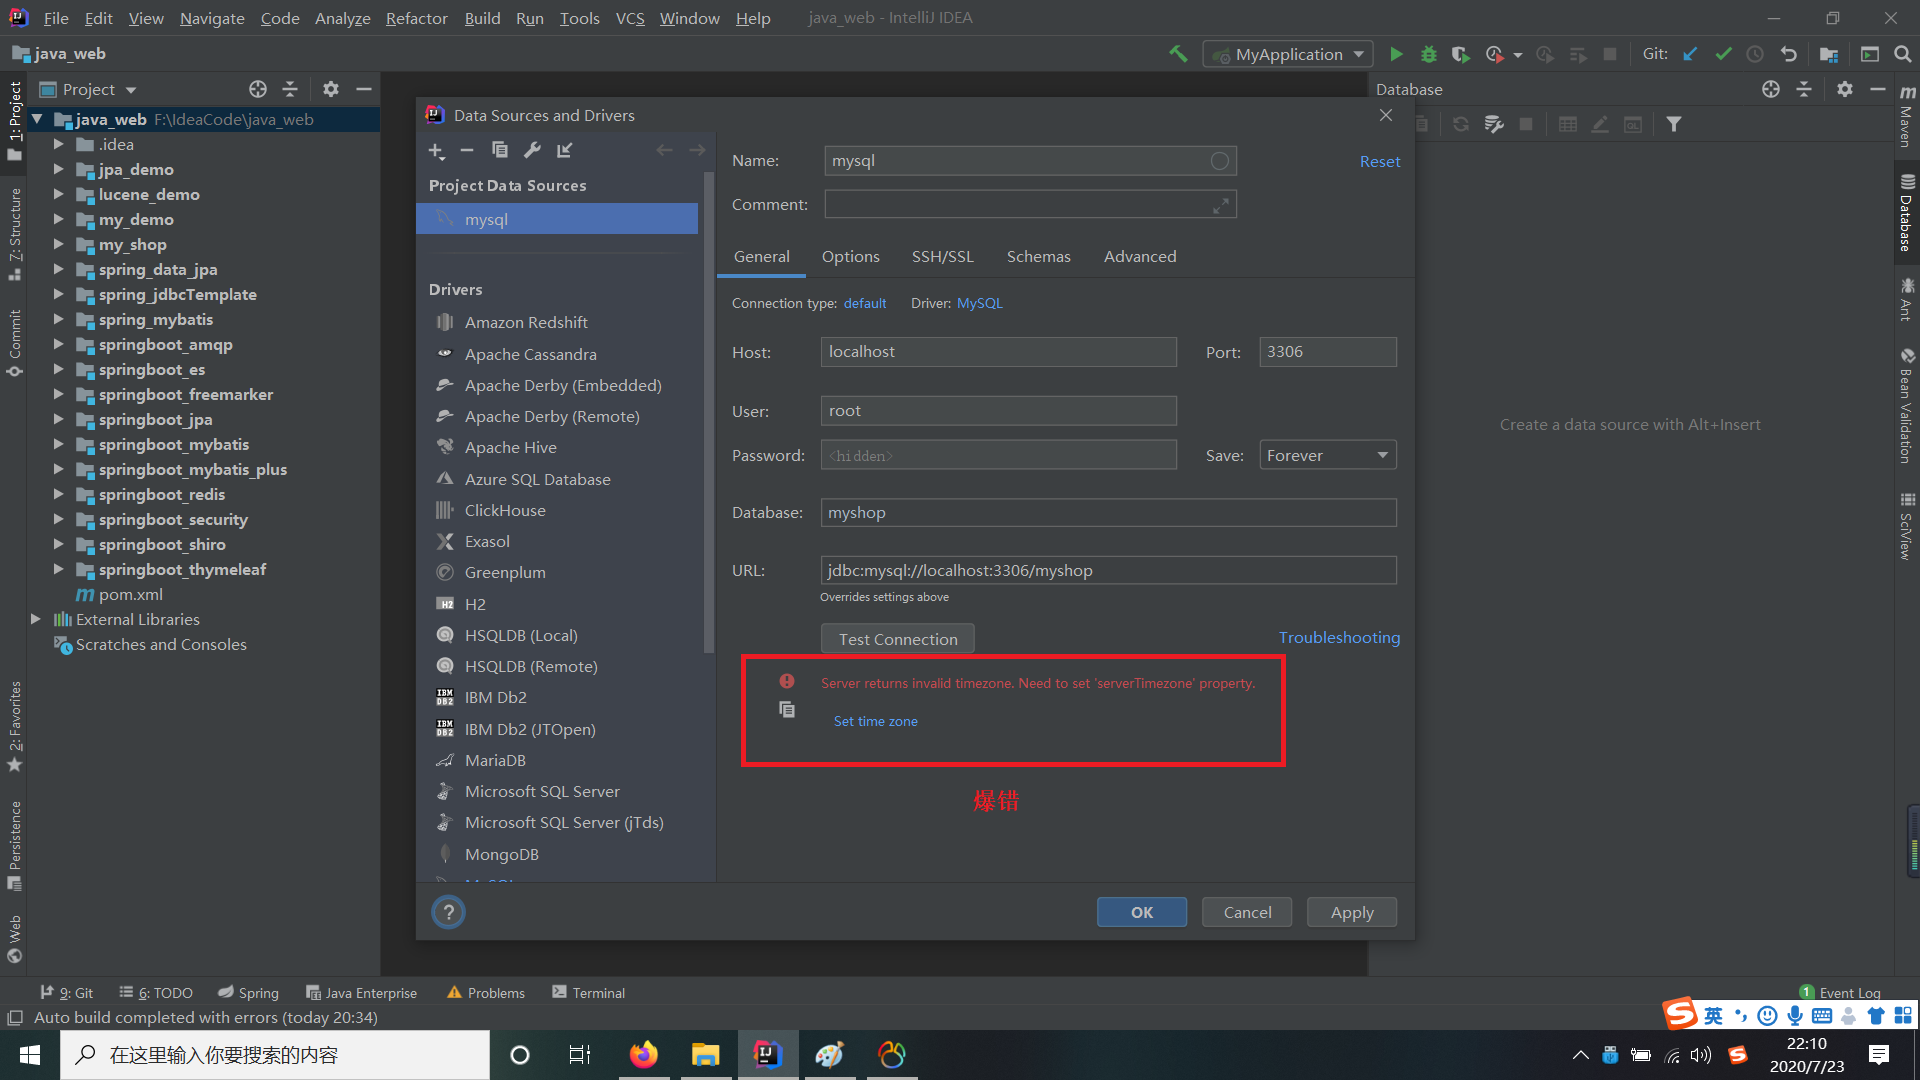 File Edit View Navigate Code Analyze Refactor Build Run Tools VCS Window Help java_web - IntelliJ IDEA
java_web
MyApplication
Git:
1: Project
7: Structure
Commit
2: Favorites
Persistence
Web
Project
java_web F:\IdeaCode\java_web
.idea
jpa_demo
lucene_demo
my_demo
my_shop
spring_data_jpa
spring_jdbcTemplate
spring_mybatis
springboot_amqp
springboot_es
springboot_freemarker
springboot_jpa
springboot_mybatis
springboot_mybatis_plus
springboot_redis
springboot_security
springboot_shiro
springboot_thymeleaf
m pom.xml
External Libraries
Scratches and Consoles
Data Sources and Drivers
Project Data Sources
mysql
Drivers
Amazon Redshift
Apache Cassandra
Apache Derby (Embedded)
Apache Derby (Remote)
Apache Hive
Azure SQL Database
ClickHouse
Exasol
Greenplum
H2 H2
HSQLDB (Local)
HSQLDB (Remote)
IBM DB2 IBM Db2
IBM DB2 IBM Db2 (JTOpen)
MariaDB
Microsoft SQL Server
Microsoft SQL Server (jTds)
MongoDB
MySQL
Name: mysql
Reset
Comment:
General Options SSH/SSL Schemas Advanced
Connection type: default Driver: MySQL
Host: localhost Port: 3306
User: root
Password: <hidden> Save: Forever
Database: myshop
URL: jdbc:mysql://localhost:3306/myshop
Overrides settings above
Test Connection
Troubleshooting
Server returns invalid timezone. Need to set 'serverTimezone' property.
Set time zone
爆错
?
OK Cancel Apply
Database
QL
Create a data source with Alt+Insert
m Maven
Database
Ant
Bean Validation
SciView
9: Git 6: TODO Spring Java Enterprise Problems Terminal
1 Event Log
Auto build completed with errors (today 20:34)
S 英
在这里输入你要搜索的内容
IJ
S
22:10
2020/7/23